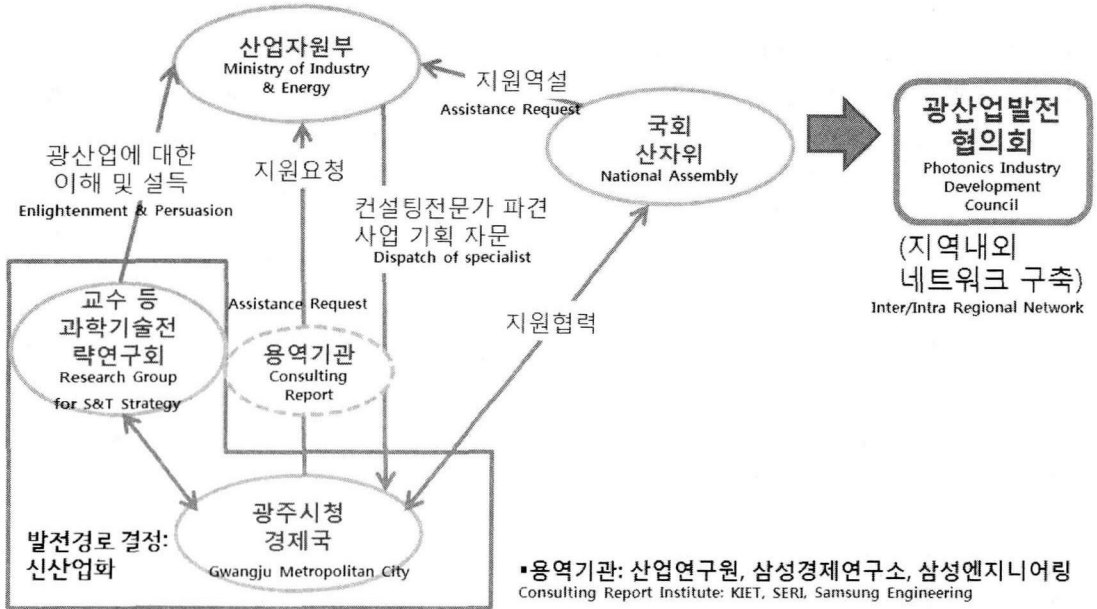 산업자원부
Ministry of Industry
& Energy
지원역설
Assistance Request
국회
산자위
National Assembly
광산업발전
협의회
Photonics Industry
Development
Council
(지역내외
네트워크 구축)
Inter/Intra Regional Network
광산업에 대한
이해 및 설득
Enlightenment & Persuasion
지원요청
컨설팅전문가 파견
사업 기획 자문
Dispatch of specialist
교수 등
과학기술전
략연구회
Research Group
for S&T Strategy
Assistance Request
용역기관
Consulting
Report
지원협력
발전경로 결정:
신산업화
광주시청
경제국
Gwangju Metropolitan City
▪용역기관: 산업연구원, 삼성경제연구소, 삼성엔지니어링
Consulting Report Institute: KIET, SERI, Samsung Engineering